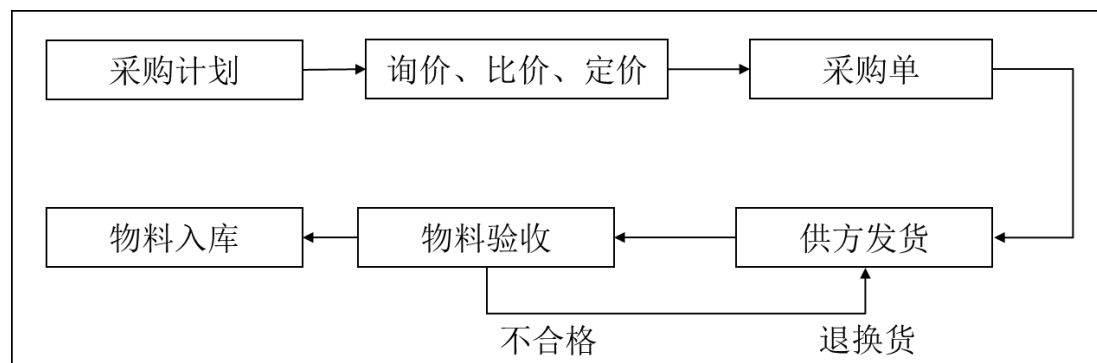 采购计划
询价、比价、定价
采购单
物料入库
物料验收
供方发货
不合格
退换货